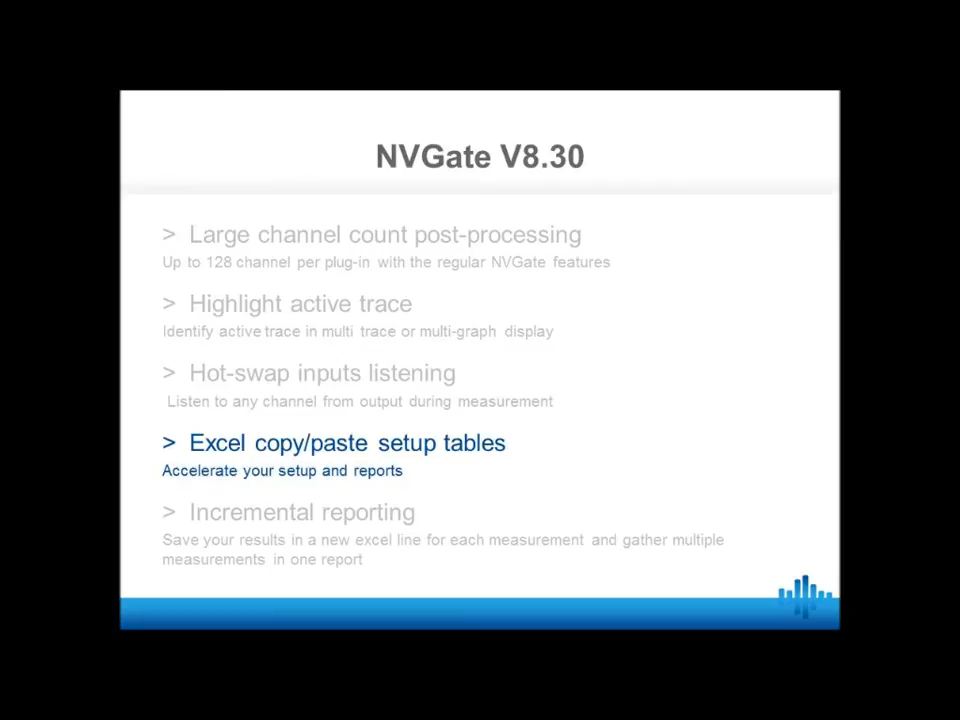 NVGate V8.30
> Large channel count post-processing
Up to 128 channel per plug-in with the regular NVGate features
> Highlight active trace
Identify active trace in multi trace or multi-graph display
> Hot-swap inputs listening
Listen to any channel from output during measurement
> Excel copy/paste setup tables
Accelerate your setup and reports
> Incremental reporting
Save your results in a new excel line for each measurement and gather multiple
measurements in one report